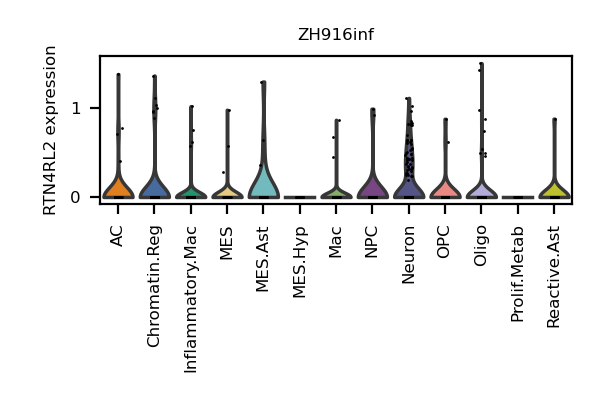 ZH916inf
RTN4RL2 expression
1
0
AC
Chromatin.Reg
Inflammatory.Mac
MES
MES.Ast
MES.Hyp
Mac
NPC
Neuron
OPC
Oligo
Prolif.Metab
Reactive.Ast